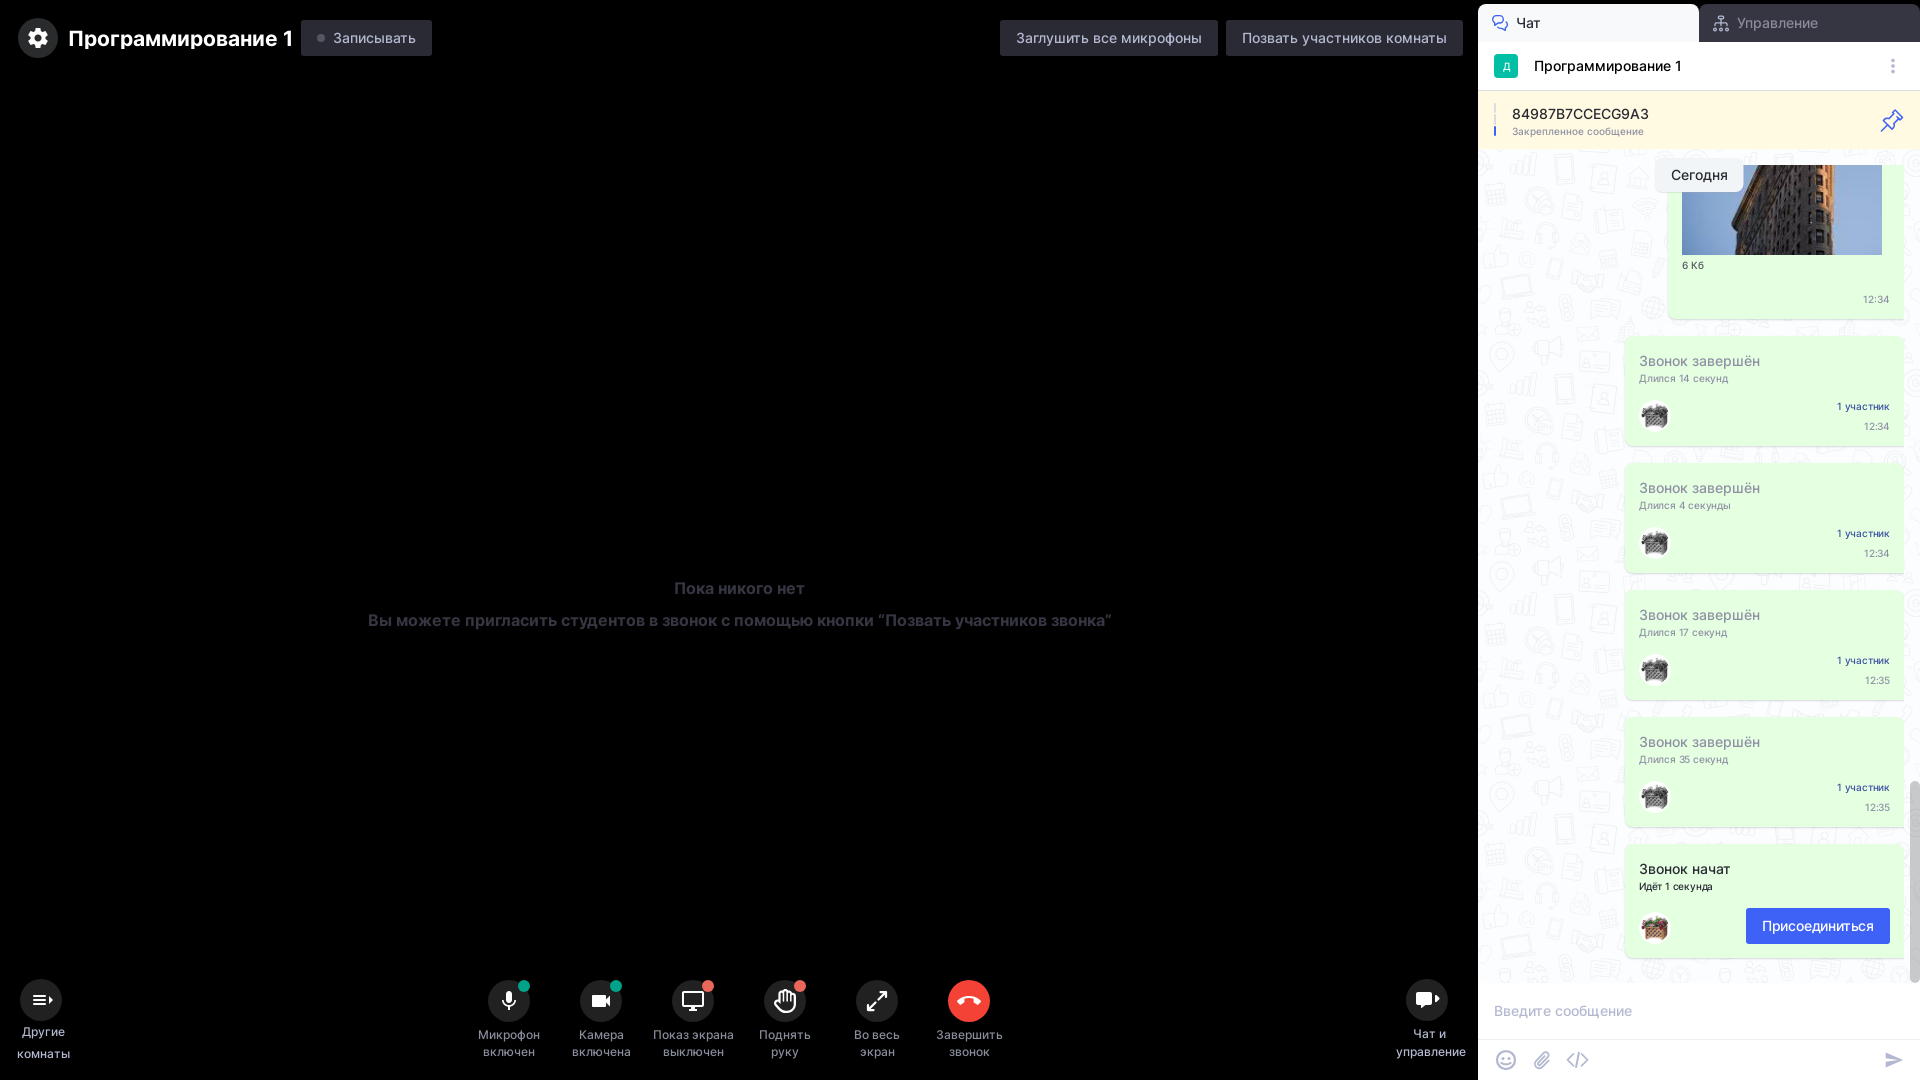 Программирование 1
Записывать
Заглушить все микрофоны
Позвать участников комнаты
Чат
Управление
Д
Программирование 1
84987B7CCECG9A3
Закрепленное сообщение
Сегодня
6 Кб
12:34
Звонок завершён
Длился 14 секунд
1 участник
12:34
Звонок завершён
Длился 4 секунды
1 участник
12:34
Звонок завершён
Длился 17 секунд
1 участник
12:35
Звонок завершён
Длился 35 секунд
1 участник
12:35
Звонок начат
Идёт 1 секунда
Присоединиться
Пока никого нет
Вы можете пригласить студентов в звонок с помощью кнопки “Позвать участников звонка”
Другие
комнаты
Микрофон
включен
Камера
включена
Показ экрана
выключен
Поднять
руку
Во весь
экран
Завершить
звонок
Чат и
управление
Введите сообщение